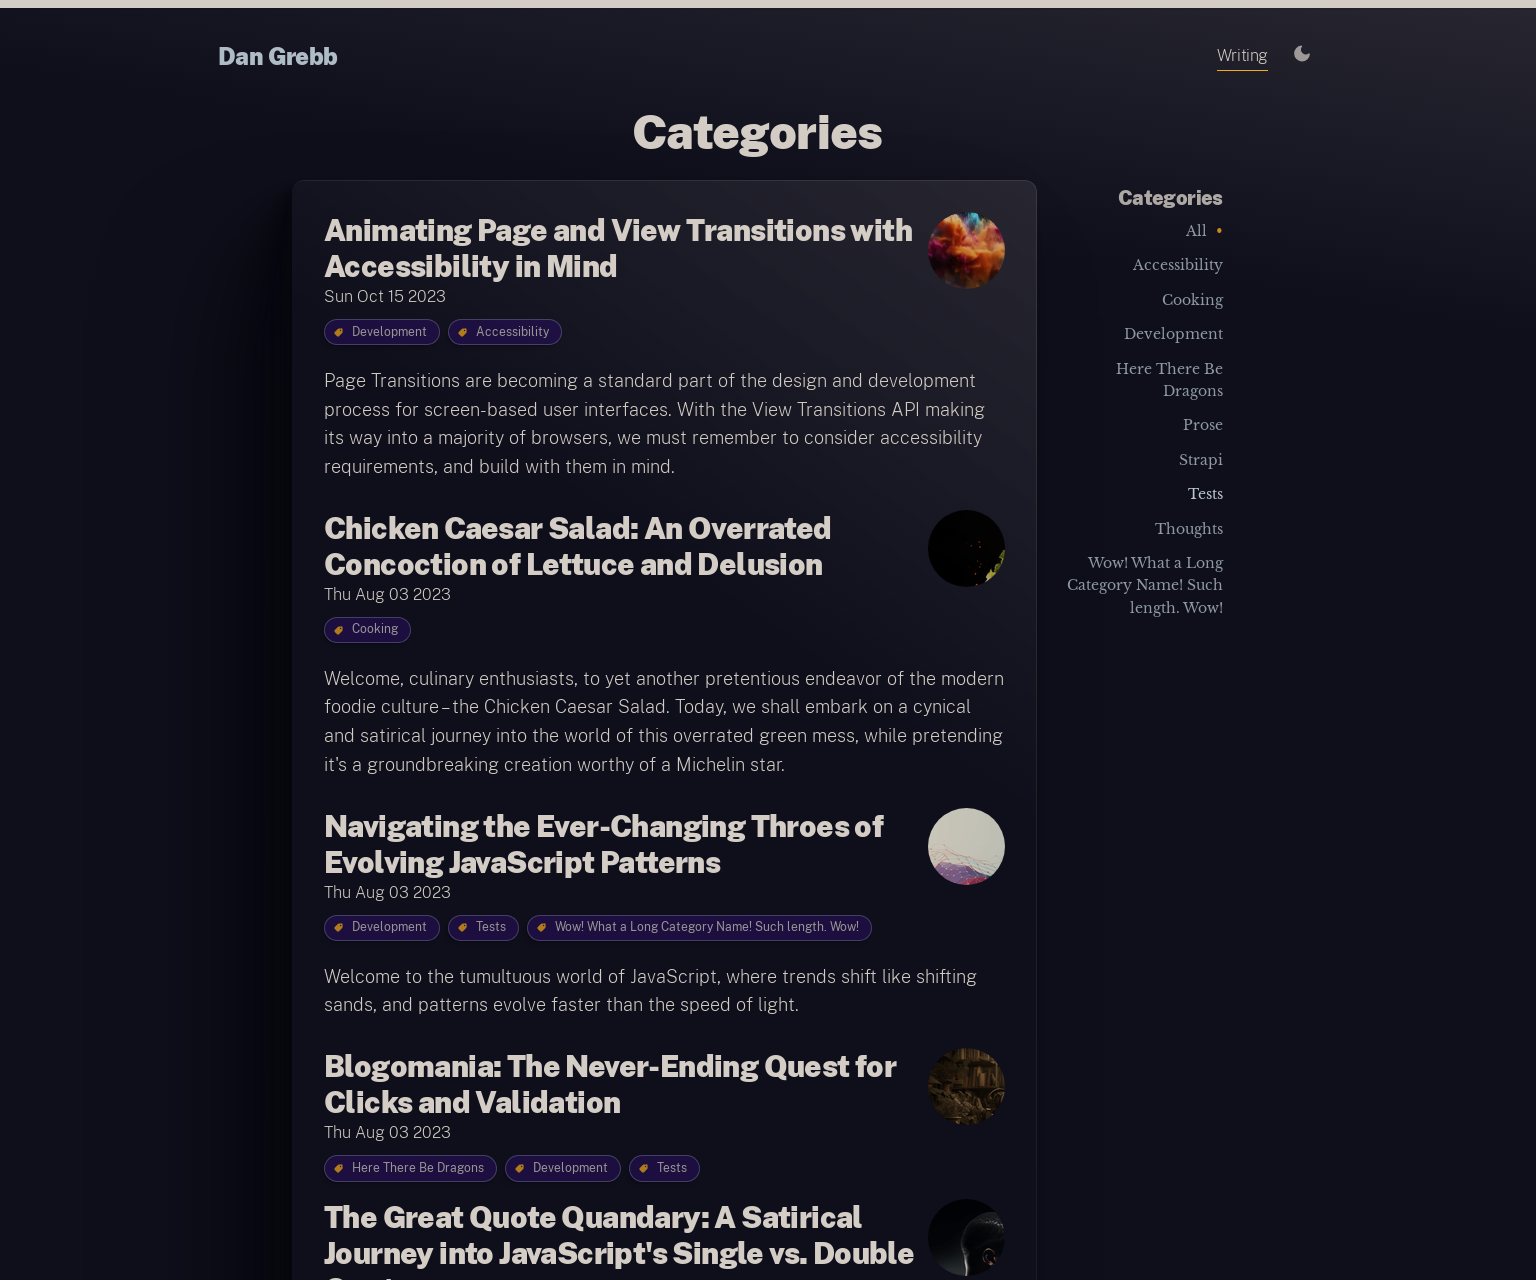 Dan Grebb
Writing
Categories
Animating Page and View Transitions with
Accessibility in Mind
Sun Oct 15 2023
Development
Accessibility
Page Transitions are becoming a standard part of the design and development
process for screen-based user interfaces. With the View Transitions API making
its way into a majority of browsers, we must remember to consider accessibility
requirements, and build with them in mind.
Chicken Caesar Salad: An Overrated
Concoction of Lettuce and Delusion
Thu Aug 03 2023
Cooking
Welcome, culinary enthusiasts, to yet another pretentious endeavor of the modern
foodie culture – the Chicken Caesar Salad. Today, we shall embark on a cynical
and satirical journey into the world of this overrated green mess, while pretending
it's a groundbreaking creation worthy of a Michelin star.
Navigating the Ever-Changing Throes of
Evolving JavaScript Patterns
Thu Aug 03 2023
Development
Tests
Wow! What a Long Category Name! Such length. Wow!
Welcome to the tumultuous world of JavaScript, where trends shift like shifting
sands, and patterns evolve faster than the speed of light.
Blogomania: The Never-Ending Quest for
Clicks and Validation
Thu Aug 03 2023
Here There Be Dragons
Development
Tests
The Great Quote Quandary: A Satirical
Journey into JavaScript's Single vs. Double
Categories
All •
Accessibility
Cooking
Development
Here There Be
Dragons
Prose
Strapi
Tests
Thoughts
Wow! What a Long
Category Name! Such
length. Wow!